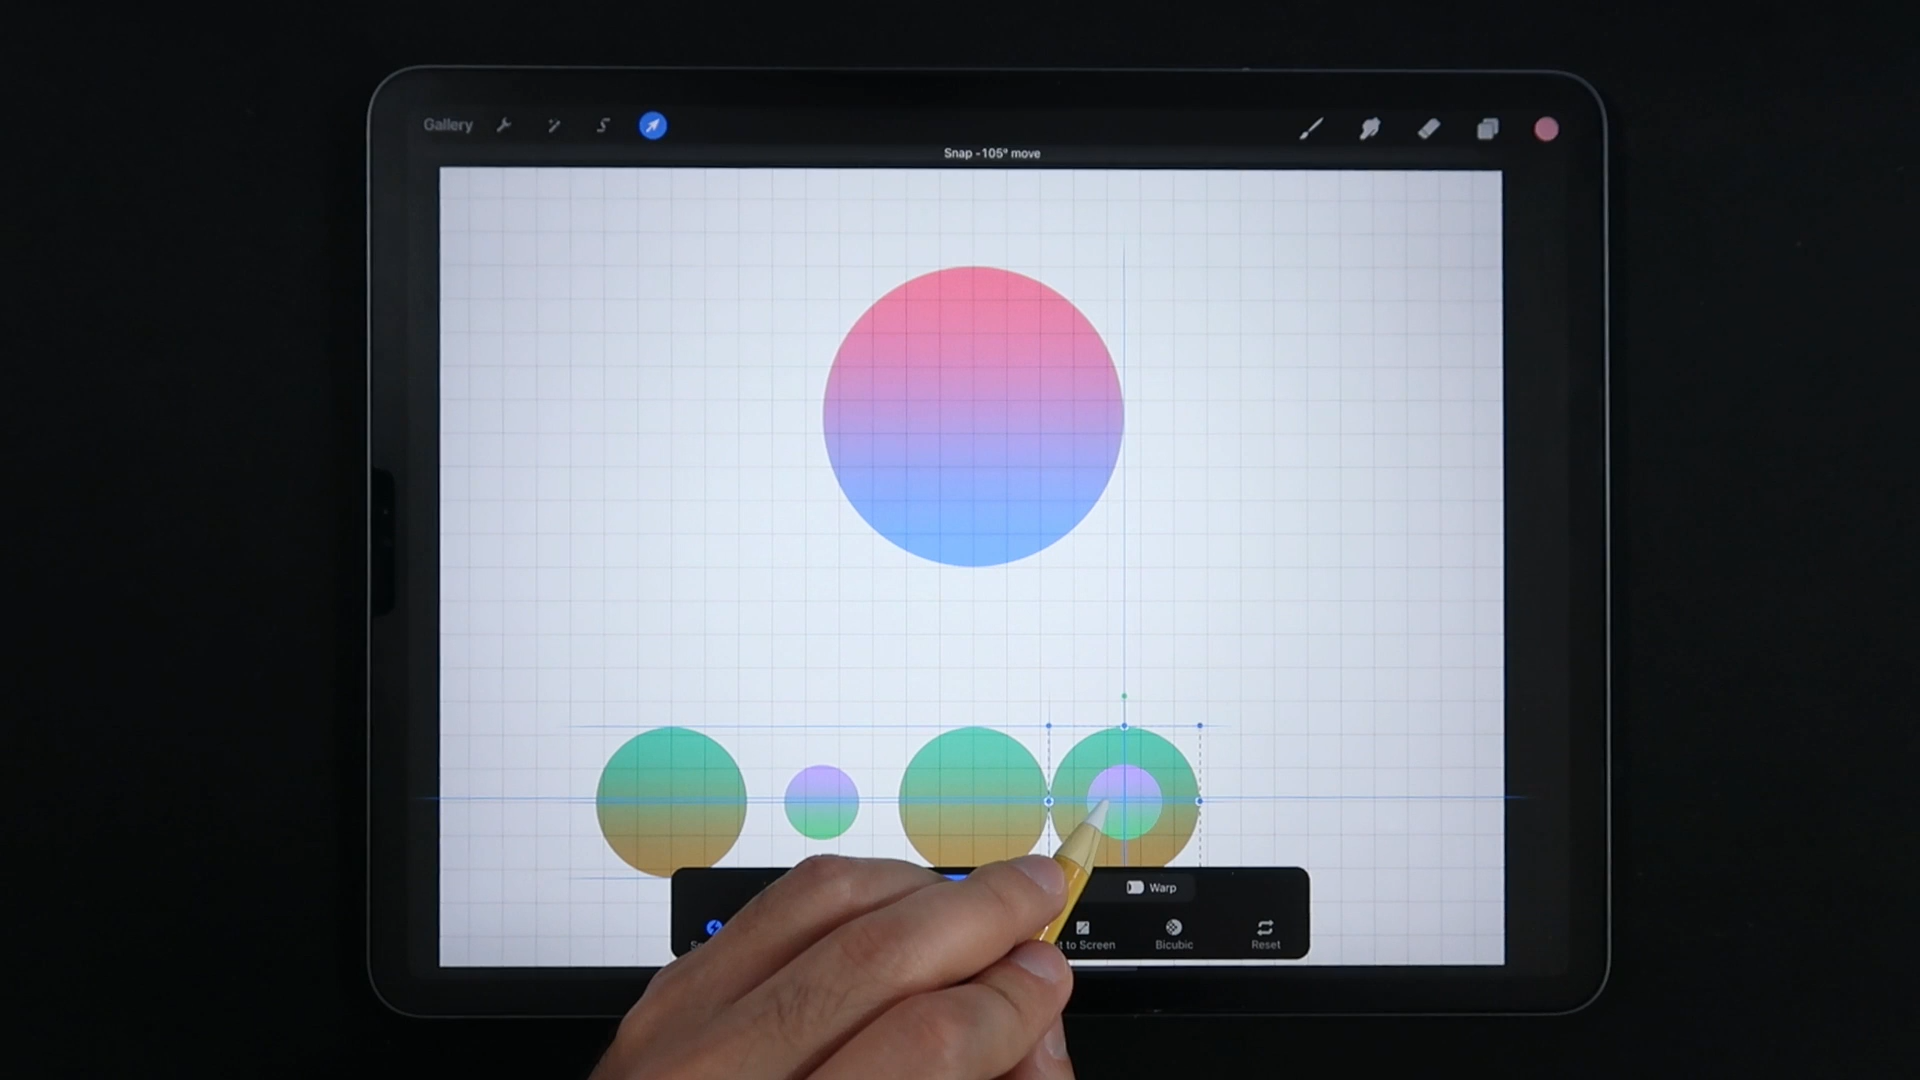 Gallery
Snap -105° move
Warp
to Screen
Bicubic
Reset